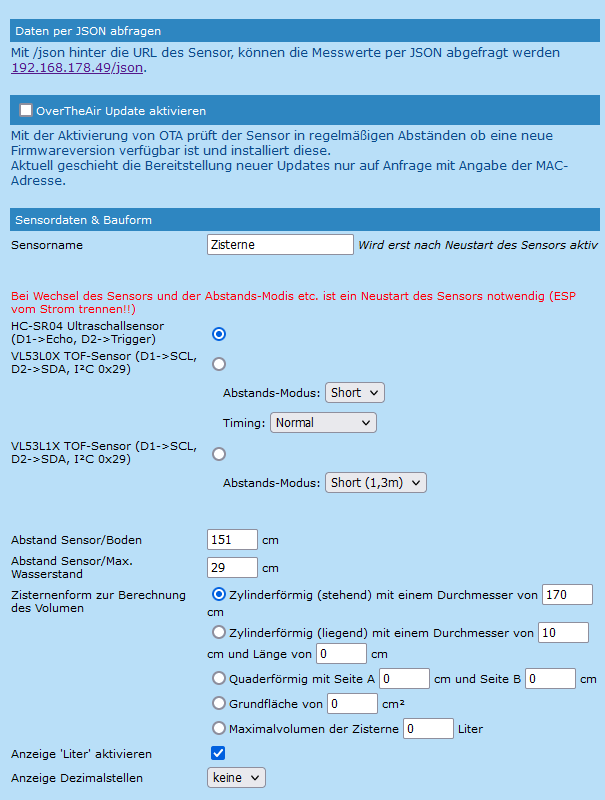 Daten per JSON abfragen
Mit /json hinter die URL des Sensor, können die Messwerte per JSON abgefragt werden
192.168.178.49/json.
OverTheAir Update aktivieren
Mit der Aktivierung von OTA prüft der Sensor in regelmäßigen Abständen ob eine neue
Firmwareversion verfügbar ist und installiert diese.
Aktuell geschieht die Bereitstellung neuer Updates nur auf Anfrage mit Angabe der MAC-
Adresse.
Sensordaten & Bauform
Sensorname Zisterne Wird erst nach Neustart des Sensors aktiv
Bei Wechsel des Sensors und der Abstands-Modis etc. ist ein Neustart des Sensors notwendig (ESP
vom Strom trennen!!)
HC-SR04 Ultraschallsensor
(D1->Echo, D2->Trigger)
VL53L0X TOF-Sensor (D1->SCL,
D2->SDA, I²C 0x29)
Abstands-Modus: Short
Timing: Normal
VL53L1X TOF-Sensor (D1->SCL,
D2->SDA, I²C 0x29)
Abstands-Modus: Short (1,3m)
Abstand Sensor/Boden 151 cm
Abstand Sensor/Max.
Wasserstand 29 cm
Zisternenform zur Berechnung
des Volumen
Zylinderförmig (stehend) mit einem Durchmesser von 170
cm
Zylinderförmig (liegend) mit einem Durchmesser von 10
cm und Länge von 0 cm
Quaderförmig mit Seite A 0 cm und Seite B 0 cm
Grundfläche von 0 cm²
Maximalvolumen der Zisterne 0 Liter
Anzeige 'Liter' aktivieren
Anzeige Dezimalstellen keine